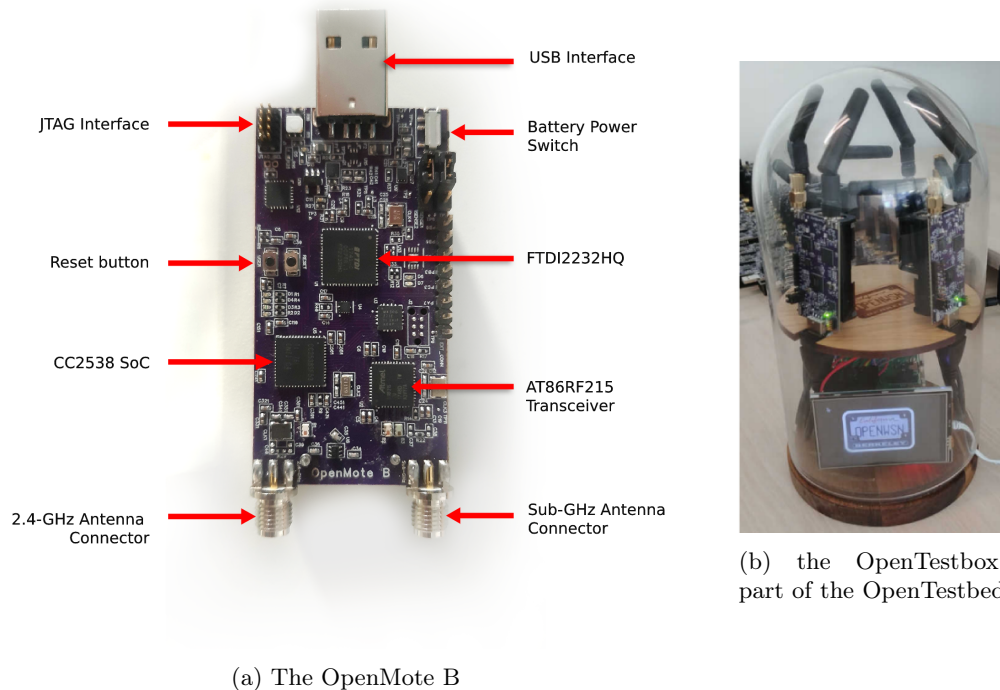 USB Interface
JTAG Interface
Battery Power
Switch
Reset button
FTDI2232HQ
CC2538 SoC
AT86RF215
Transceiver
OpenMote B
2.4-GHz Antenna
Connector
Sub-GHz Antenna
Connector
OPENWSN
BERKELEY
(b) the OpenTestbox
part of the OpenTestbed
(a) The OpenMote B